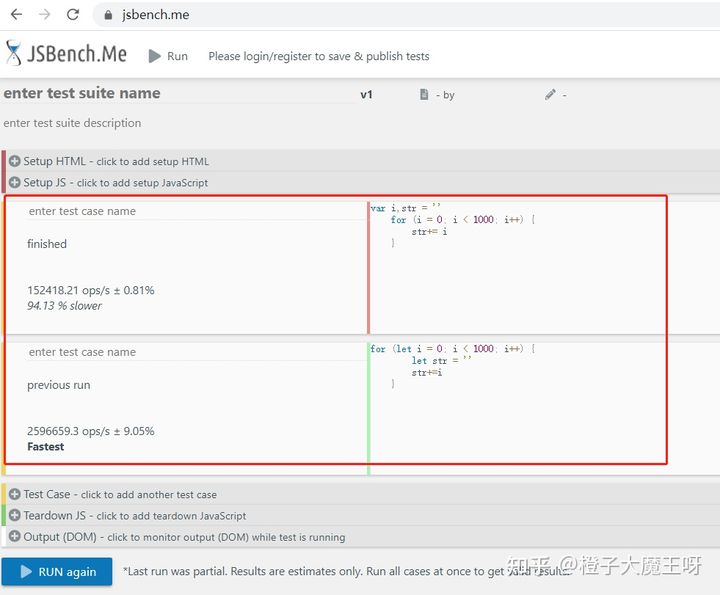 jsbench.me
JSBench.Me
Run
Please login/register to save & publish tests
enter test suite name
v1
- by
-
enter test suite description
Setup HTML - click to add setup HTML
Setup JS - click to add setup JavaScript
enter test case name
finished
152418.21 ops/s ± 0.81%
94.13 % slower
var i,str = ''
for (i = 0; i < 1000; i++) {
str+= i
}
enter test case name
previous run
2596659.3 ops/s ± 9.05%
Fastest
for (let i = 0; i < 1000; i++) {
let str = ''
str+=i
}
Test Case - click to add another test case
Teardown JS - click to add teardown JavaScript
Output (DOM) - click to monitor output (DOM) while test is running
RUN again
*Last run was partial. Results are estimates only. Run all cases at once to get valid results.
知乎 @橙子大魔王呀